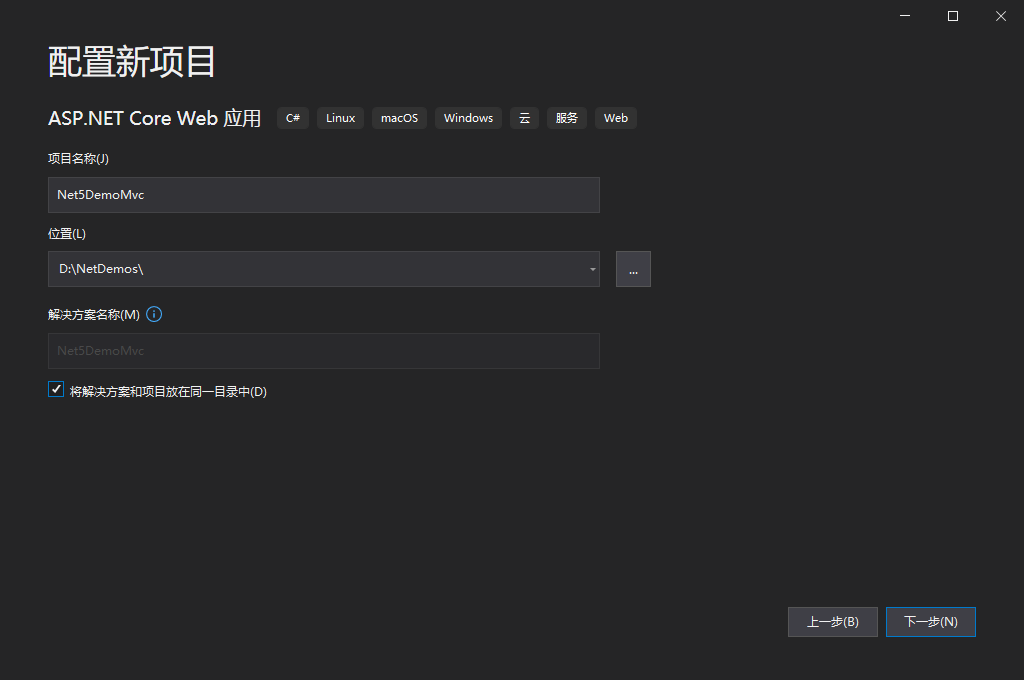 配置新项目
ASP.NET Core Web 应用 C# Linux macOS Windows 云 服务 Web
项目名称(J)
Net5DemoMvc
位置(L)
D:\NetDemos\ ...
解决方案名称(M)
Net5DemoMvc
将解决方案和项目放在同一目录中(D)
上一步(B) 下一步(N)